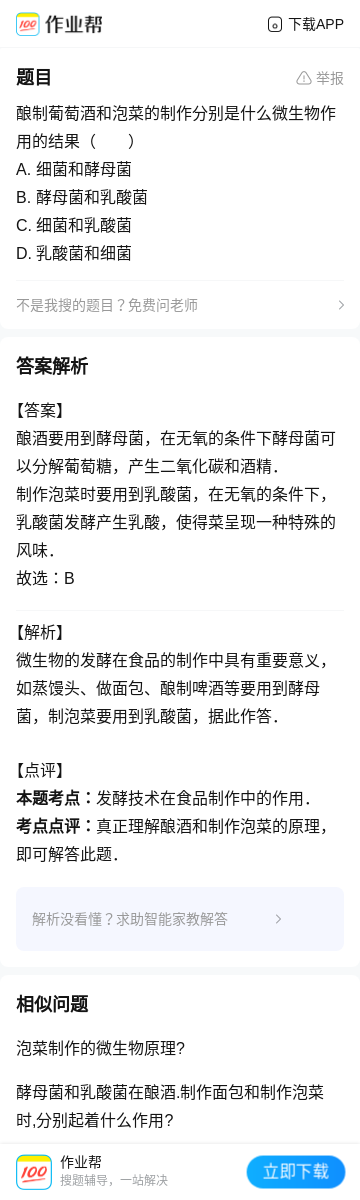 100 作业帮
下载APP
题目
举报
酿制葡萄酒和泡菜的制作分别是什么微生物作
用的结果（　　）
A. 细菌和酵母菌
B. 酵母菌和乳酸菌
C. 细菌和乳酸菌
D. 乳酸菌和细菌
不是我搜的题目？免费问老师
答案解析
【答案】
酿酒要用到酵母菌，在无氧的条件下酵母菌可
以分解葡萄糖，产生二氧化碳和酒精．
制作泡菜时要用到乳酸菌，在无氧的条件下，
乳酸菌发酵产生乳酸，使得菜呈现一种特殊的
风味．
故选：B
【解析】
微生物的发酵在食品的制作中具有重要意义，
如蒸馒头、做面包、酿制啤酒等要用到酵母
菌，制泡菜要用到乳酸菌，据此作答．
【点评】
本题考点：发酵技术在食品制作中的作用．
考点点评：真正理解酿酒和制作泡菜的原理，
即可解答此题．
解析没看懂？求助智能家教解答
相似问题
泡菜制作的微生物原理?
酵母菌和乳酸菌在酿酒.制作面包和制作泡菜
时,分别起着什么作用?
100 作业帮
搜题辅导，一站解决
立即下载